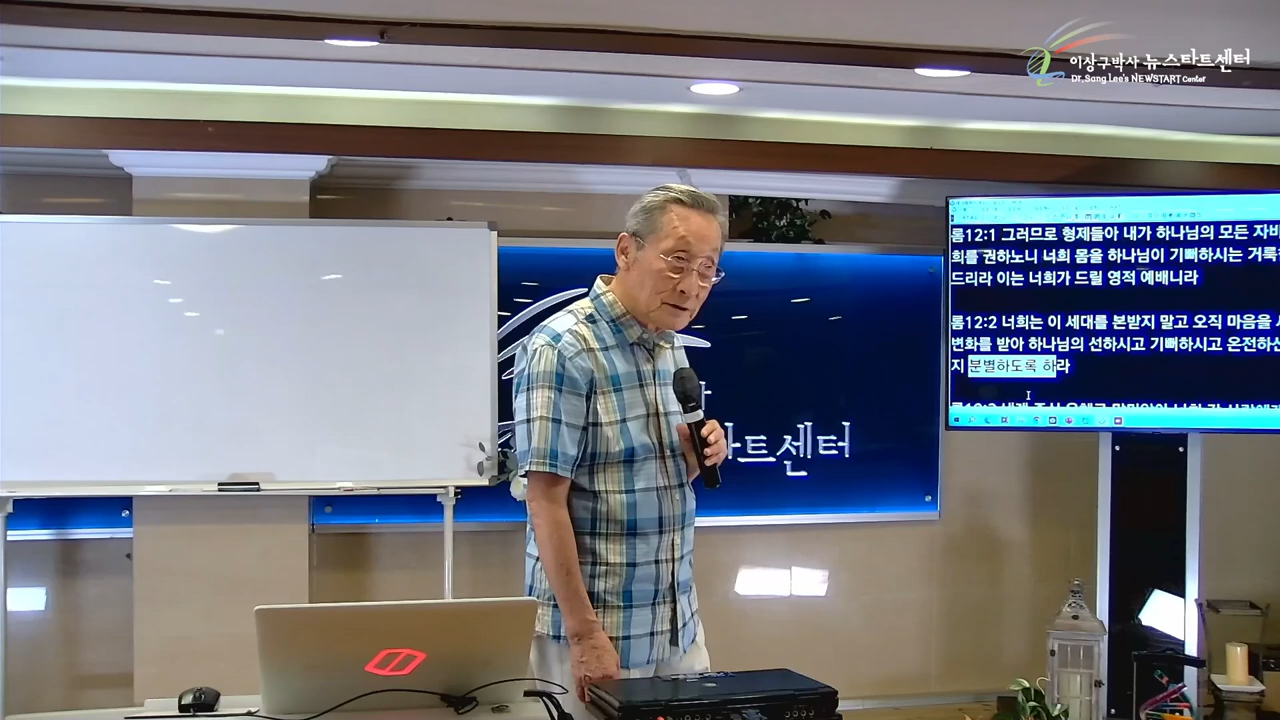 이상구박사 뉴스타트센터
Dr. Sang Lee's NEWSTART Center
롬12:1 그러므로 형제들아 내가 하나님의 모든 자비
희를 권하노니 너희 몸을 하나님이 기뻐하시는 거룩
드리라 이는 너희가 드릴 영적 예배니라
롬12:2 너희는 이 세대를 본받지 말고 오직 마음을
변화를 받아 하나님의 선하시고 기뻐하시고 온전하신
지 분별하도록 하라
타트센터